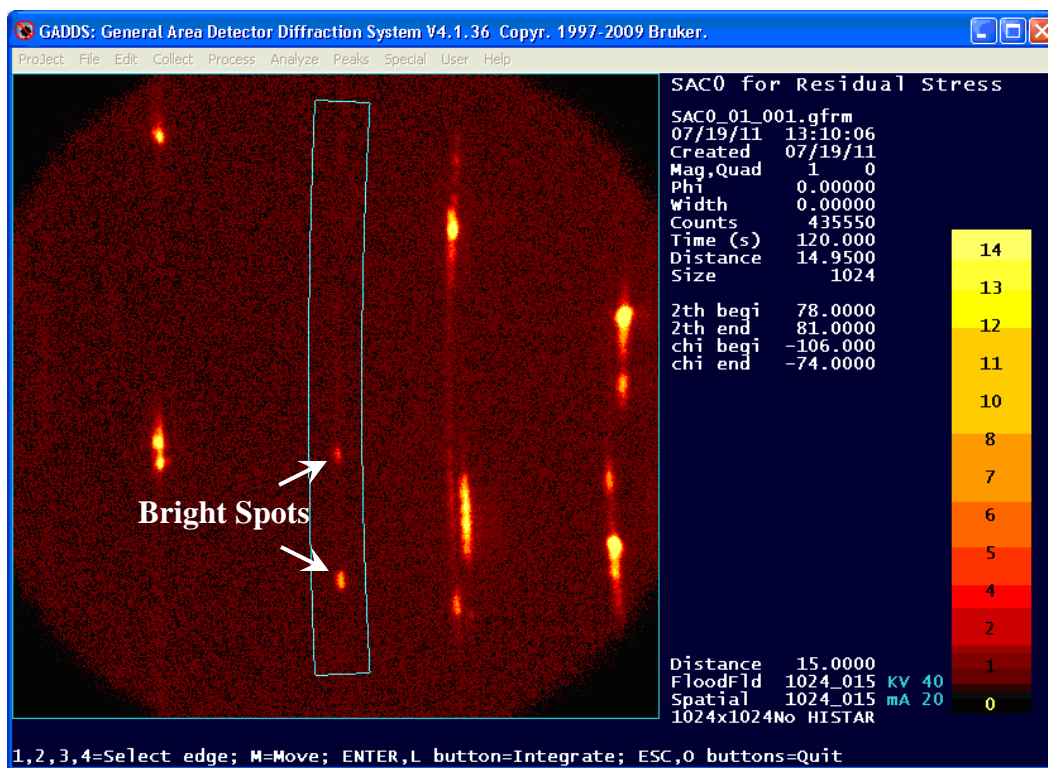 GADDS: General Area Detector Diffraction System V4.1.36 Copyr. 1997-2009 Bruker.
Project File Edit Collect Process Analyze Peaks Special User Help
SACO for Residual Stress
SACO_01_001.gfrm
07/19/11 13:10:06
Created 07/19/11
Mag,Quad 1 0
Phi 0.00000
Width 0.00000
Counts 435550
Time (s) 120.000
Distance 14.9500
Size 1024
2th begi 78.0000
2th end 81.0000
chi begi -106.000
chi end -74.0000
14
13
12
11
10
8
7
6
5
4
2
1
0
Bright Spots
Distance 15.0000
FloodFld 1024_015 KV 40
Spatial 1024_015 mA 20
1024x1024No HISTAR
1,2,3,4=Select edge; M=Move; ENTER,L button=Integrate; ESC,O buttons=Quit